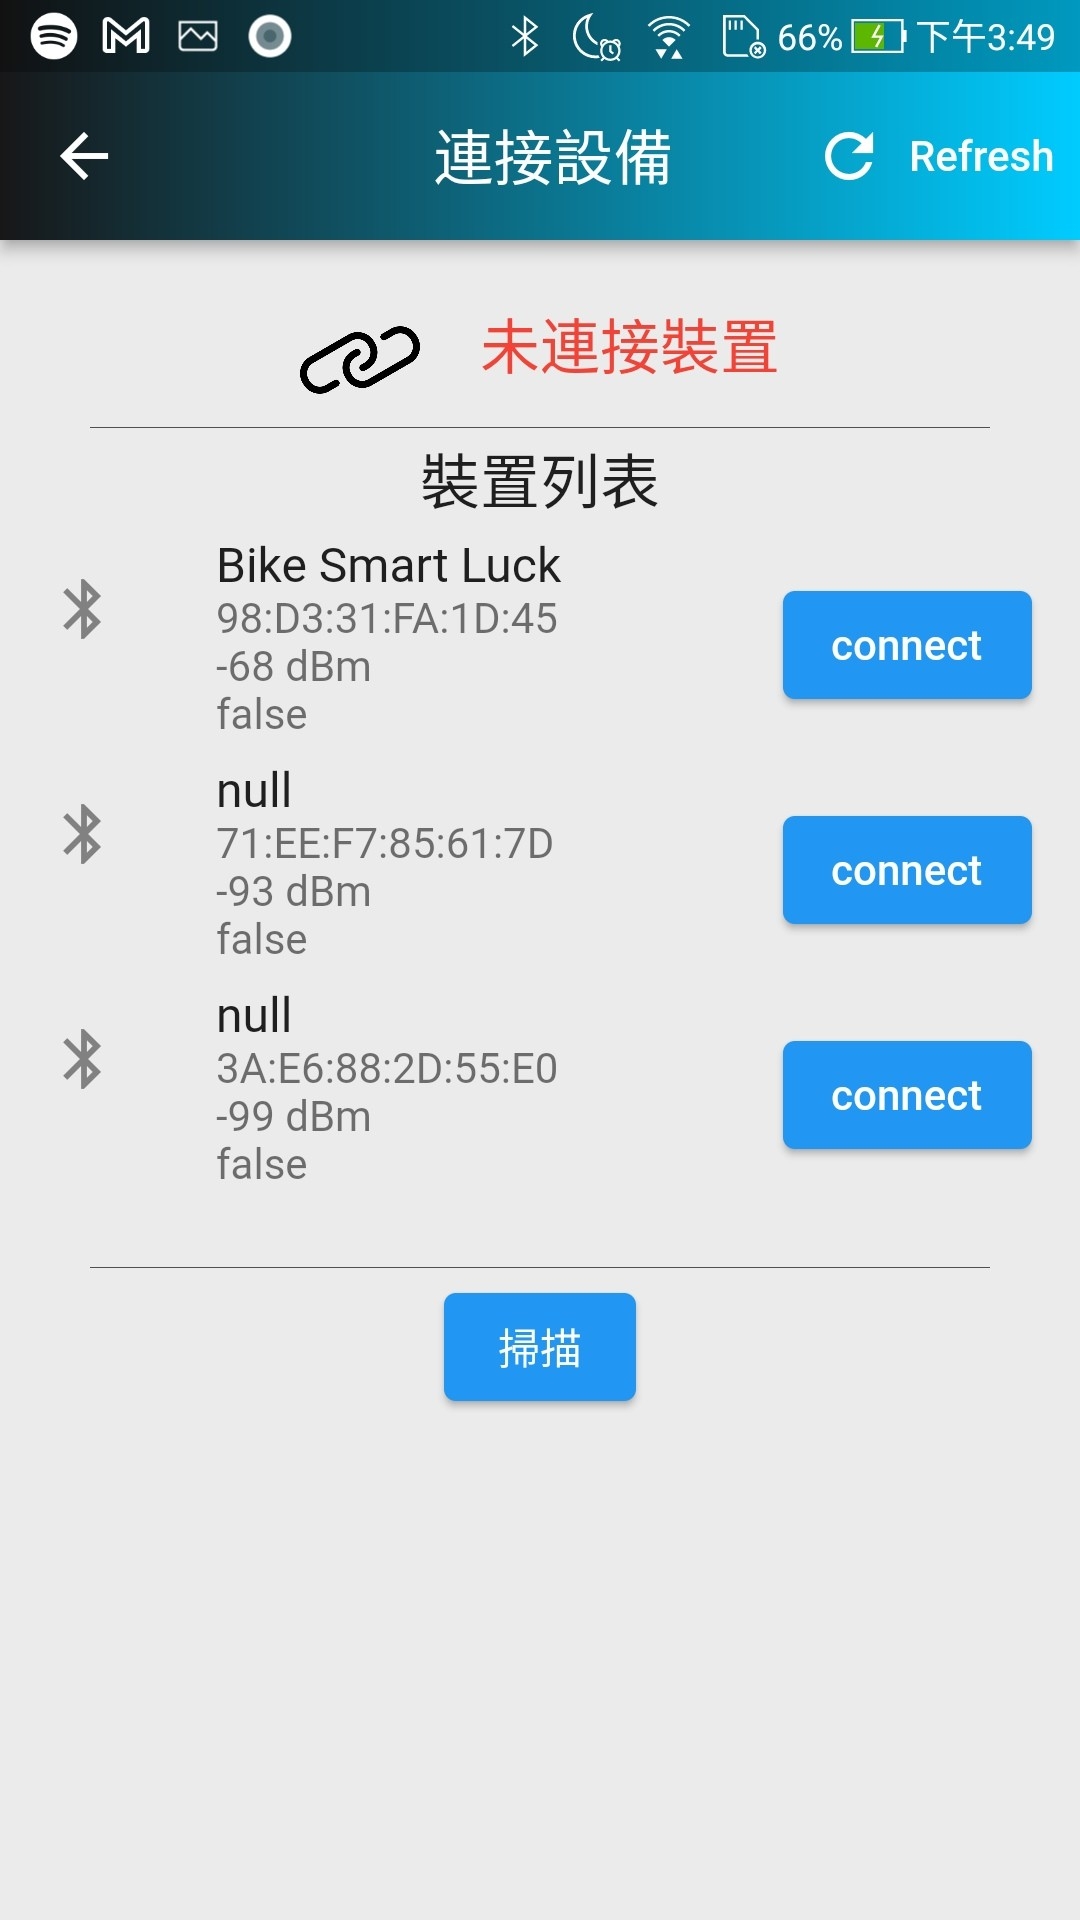 66% 下午3:49
連接設備 Refresh
未連接裝置
裝置列表
Bike Smart Luck
98:D3:31:FA:1D:45
-68 dBm
false
connect
null
71:EE:F7:85:61:7D
-93 dBm
false
connect
null
3A:E6:88:2D:55:E0
-99 dBm
false
connect
掃描